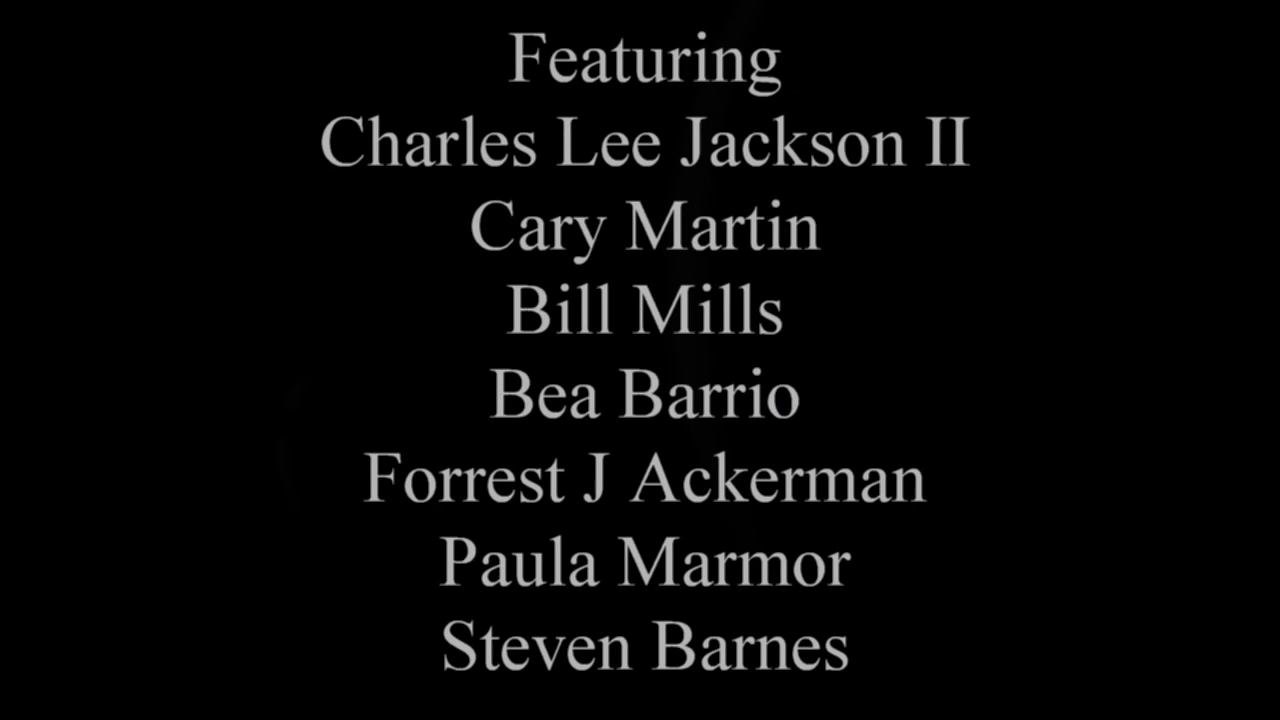 Featuring
Charles Lee Jackson II
Cary Martin
Bill Mills
Bea Barrio
Forrest J Ackerman
Paula Marmor
Steven Barnes